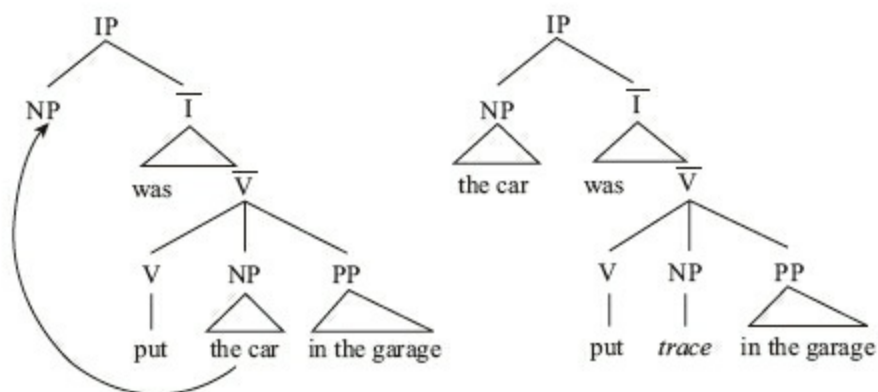 IP IP
NP I̅ NP I̅
was V̅ the car was V̅
V NP PP V NP PP
put the car in the garage put trace in the garage